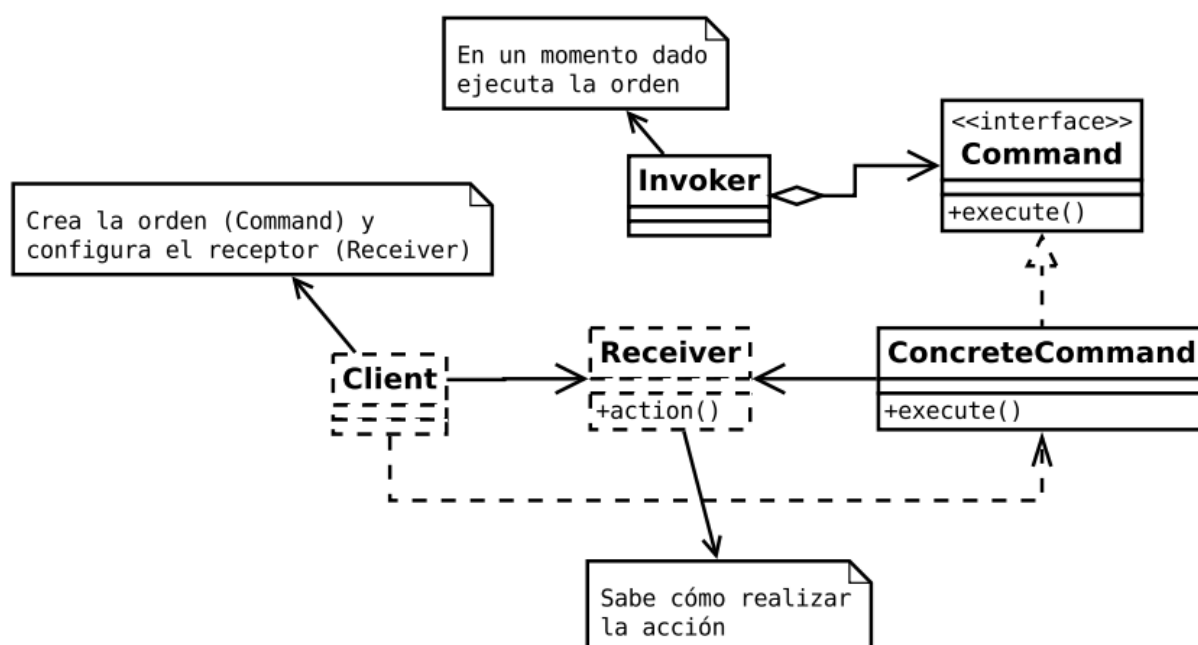 En un momento dado
ejecuta la orden
<<interface>>
Command
+execute()
Invoker
Crea la orden (Command) y
configura el receptor (Receiver)
Client
Receiver
+action()
ConcreteCommand
+execute()
Sabe cómo realizar
la acción